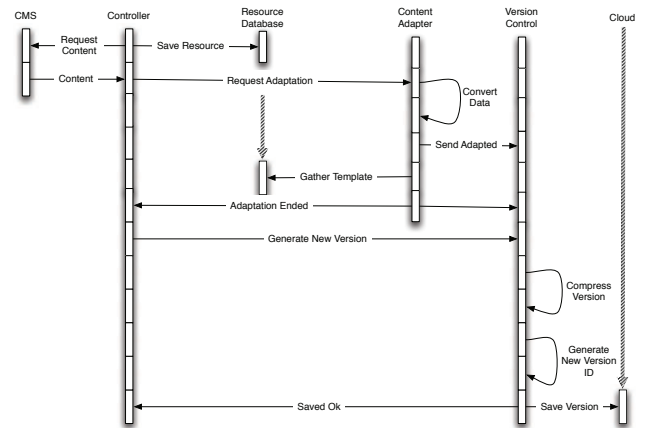 CMS
Controller
Resource
Database
Content
Adapter
Version
Control
Cloud
Request
Content
Save Resource
Content
Request Adaptation
Convert
Data
Send Adapted
Gather Template
Adaptation Ended
Generate New Version
Compress
Version
Generate
New Version
ID
Saved Ok
Save Version